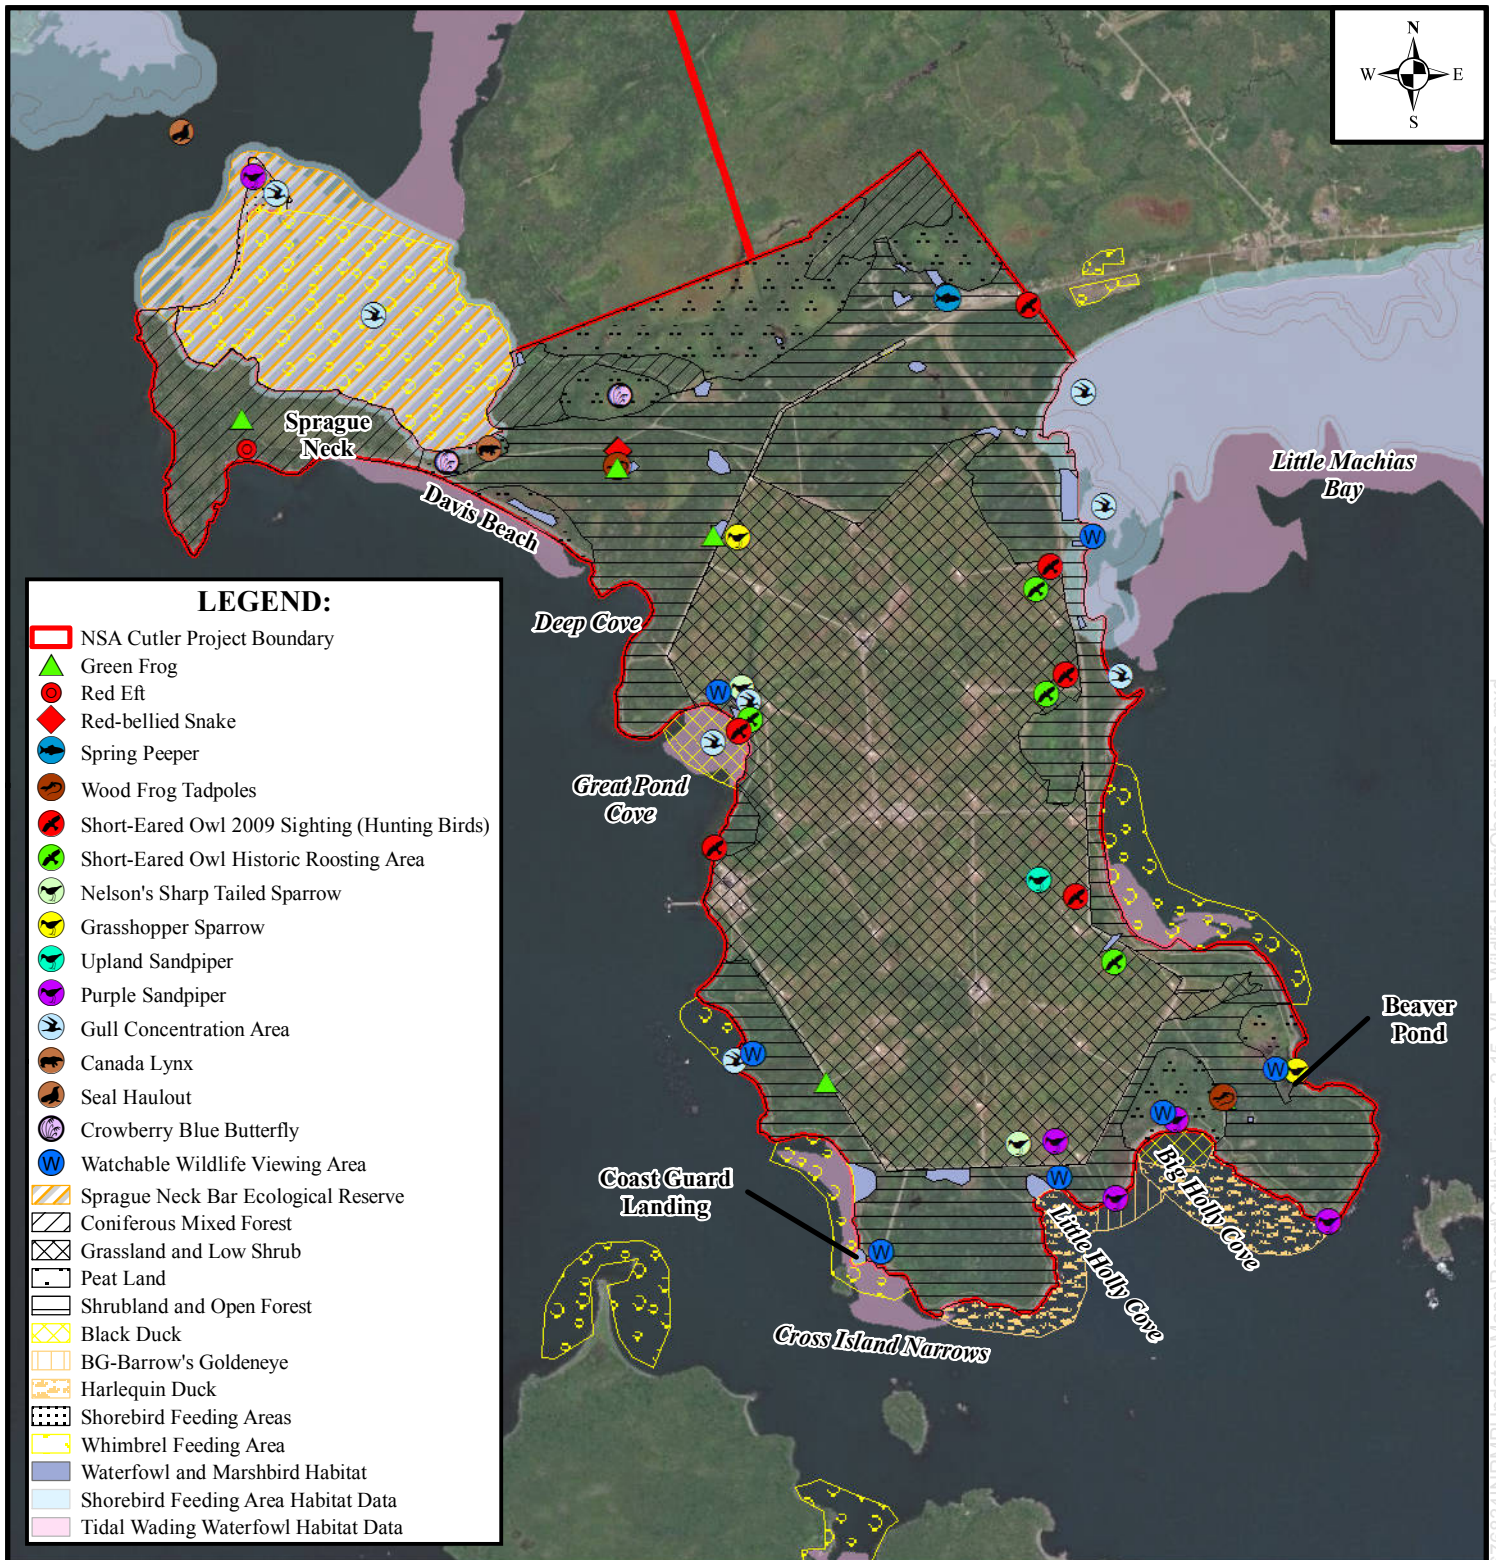 N
W E
S
Sprague
Neck
Davis Beach
Little Machias
Bay
Deep Cove
Great Pond
Cove
Beaver
Pond
Coast Guard
Landing
Big Holly Cove
Little Holly Cove
Cross Island Narrows
W
W
W
W
W
W
W
LEGEND:
NSA Cutler Project Boundary
Green Frog
Red Eft
Red-bellied Snake
Spring Peeper
Wood Frog Tadpoles
Short-Eared Owl 2009 Sighting (Hunting Birds)
Short-Eared Owl Historic Roosting Area
Nelson's Sharp Tailed Sparrow
Grasshopper Sparrow
Upland Sandpiper
Purple Sandpiper
Gull Concentration Area
Canada Lynx
Seal Haulout
Crowberry Blue Butterfly
W Watchable Wildlife Viewing Area
Sprague Neck Bar Ecological Reserve
Coniferous Mixed Forest
Grassland and Low Shrub
Peat Land
Shrubland and Open Forest
Black Duck
BG-Barrow's Goldeneye
Harlequin Duck
Shorebird Feeding Areas
Whimbrel Feeding Area
Waterfowl and Marshbird Habitat
Shorebird Feeding Area Habitat Data
Tidal Wading Waterfowl Habitat Data